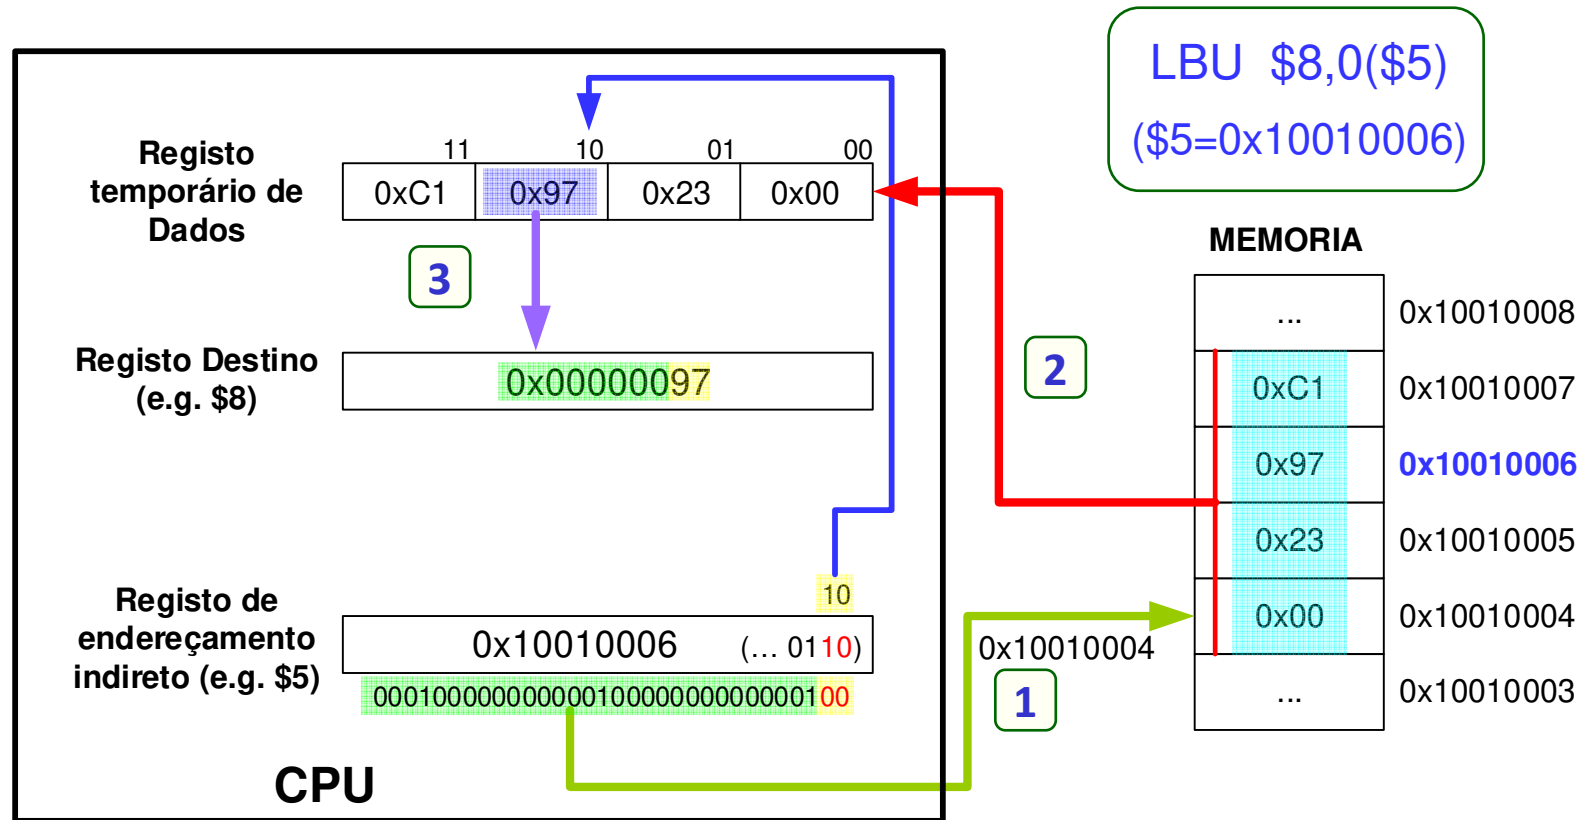 LBU $8,0($5)
($5=0x10010006)
Registo
temporário de
Dados
11 10 01 00
0xC1 0x97 0x23 0x00
3
Registo Destino
(e.g. $8)
0x00000097
10
Registo de
endereçamento
indireto (e.g. $5)
0x10010006 (... 0110)
00010000000000010000000000000100
CPU
0x10010004
1
2
MEMORIA
... 0x10010008
0xC1 0x10010007
0x97 0x10010006
0x23 0x10010005
0x00 0x10010004
... 0x10010003